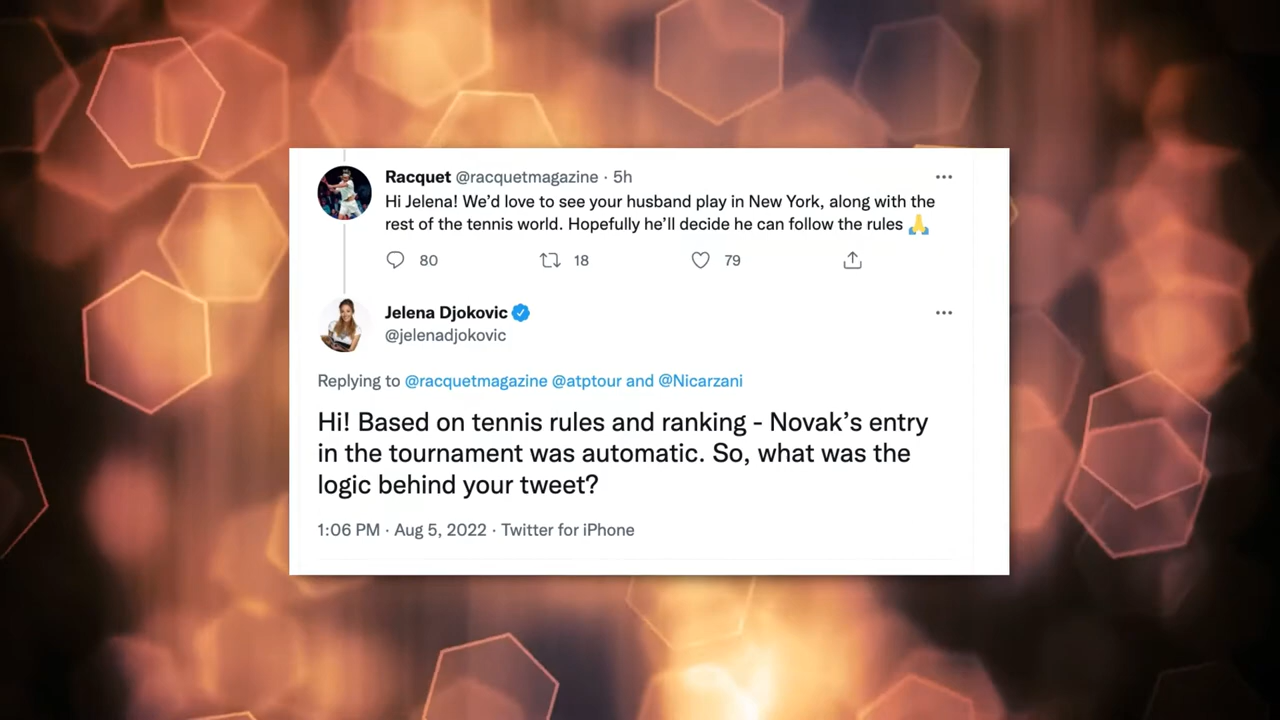 Racquet @racquetmagazine · 5h
Hi Jelena! We’d love to see your husband play in New York, along with the
rest of the tennis world. Hopefully he’ll decide he can follow the rules 🙏
80 18 79
Jelena Djokovic
@jelenadjokovic
Replying to @racquetmagazine @atptour and @Nicarzani
Hi! Based on tennis rules and ranking - Novak’s entry
in the tournament was automatic. So, what was the
logic behind your tweet?
1:06 PM · Aug 5, 2022 · Twitter for iPhone